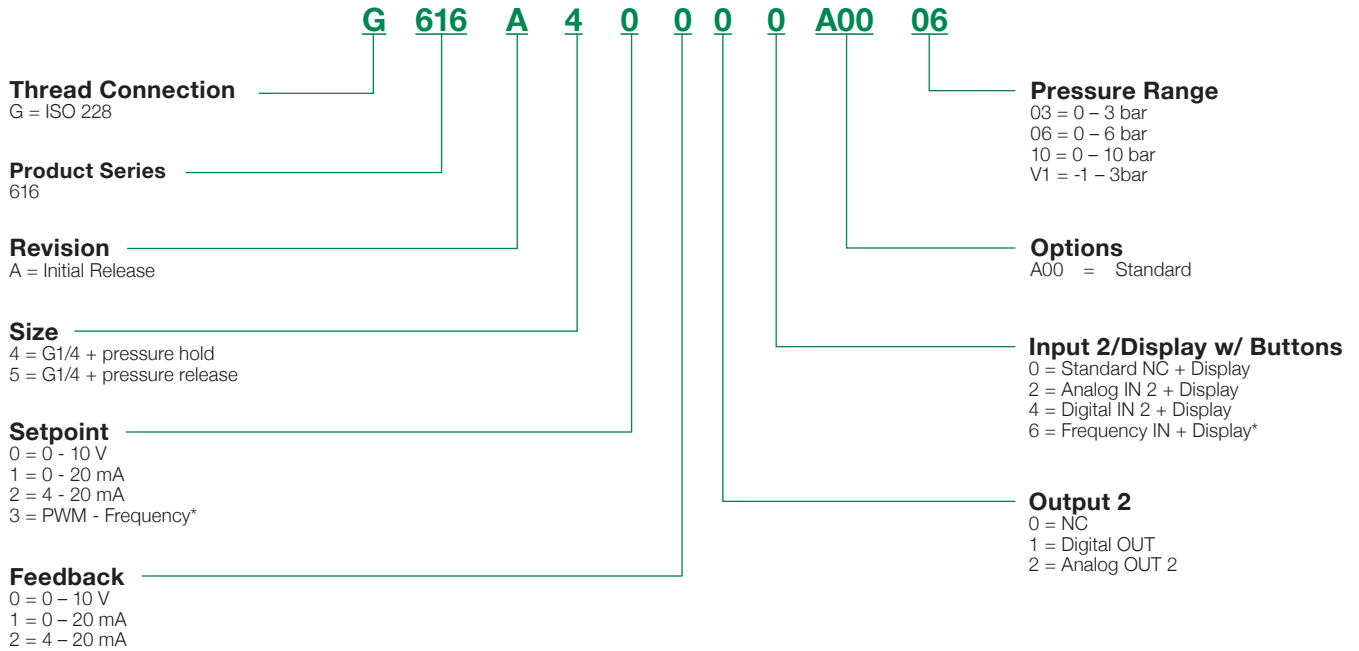 G 616 A 4 0 0 0 0 A00 06
Thread Connection
G = ISO 228
Product Series
616
Revision
A = Initial Release
Size
4 = G1/4 + pressure hold
5 = G1/4 + pressure release
Setpoint
0 = 0 - 10 V
1 = 0 - 20 mA
2 = 4 - 20 mA
3 = PWM - Frequency*
Feedback
0 = 0 – 10 V
1 = 0 – 20 mA
2 = 4 – 20 mA
Pressure Range
03 = 0 – 3 bar
06 = 0 – 6 bar
10 = 0 – 10 bar
V1 = -1 – 3bar
Options
A00 = Standard
Input 2/Display w/ Buttons
0 = Standard NC + Display
2 = Analog IN 2 + Display
4 = Digital IN 2 + Display
6 = Frequency IN + Display*
Output 2
0 = NC
1 = Digital OUT
2 = Analog OUT 2